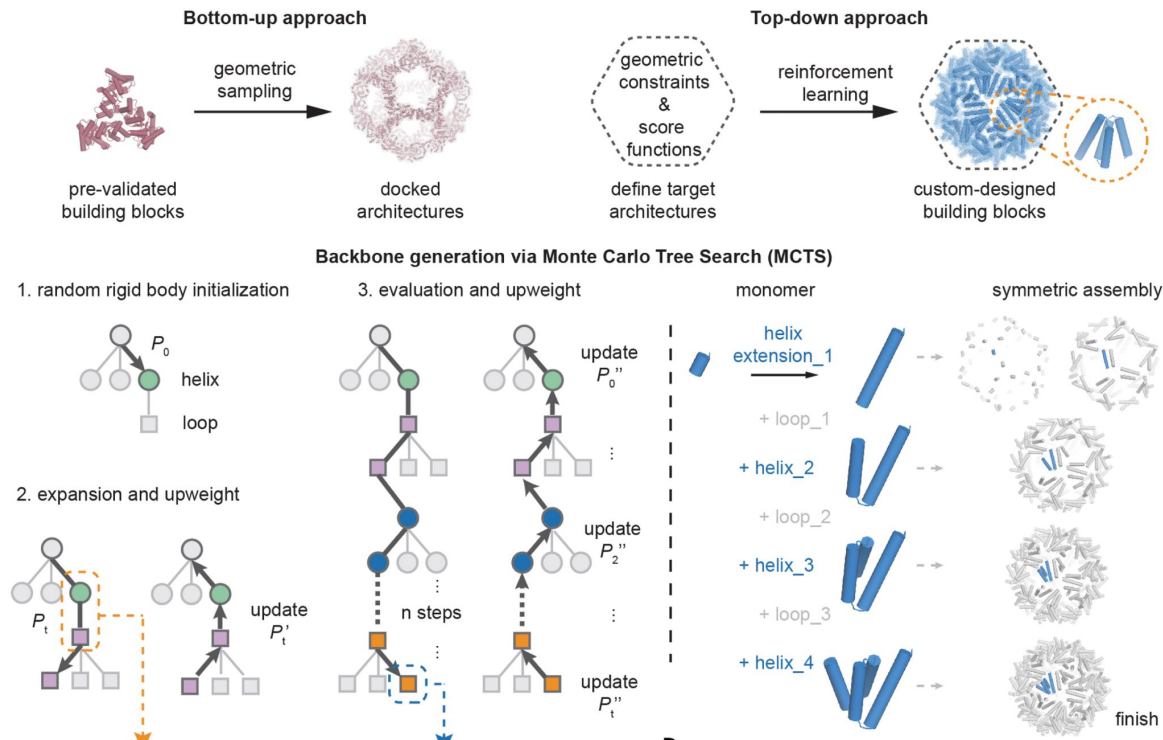 Bottom-up approach
Top-down approach
geometric
sampling
geometric
constraints
&
score
functions
reinforcement
learning
pre-validated
building blocks
docked
architectures
define target
architectures
custom-designed
building blocks
Backbone generation via Monte Carlo Tree Search (MCTS)
1. random rigid body initialization
P0
helix
loop
2. expansion and upweight
Pt
update
Pt'
3. evaluation and upweight
update
P0''
...
update
P2''
...
n steps
...
...
update
Pt''
monomer
symmetric assembly
helix
extension_1
+ loop_1
+ helix_2
+ loop_2
+ helix_3
+ loop_3
+ helix_4
finish